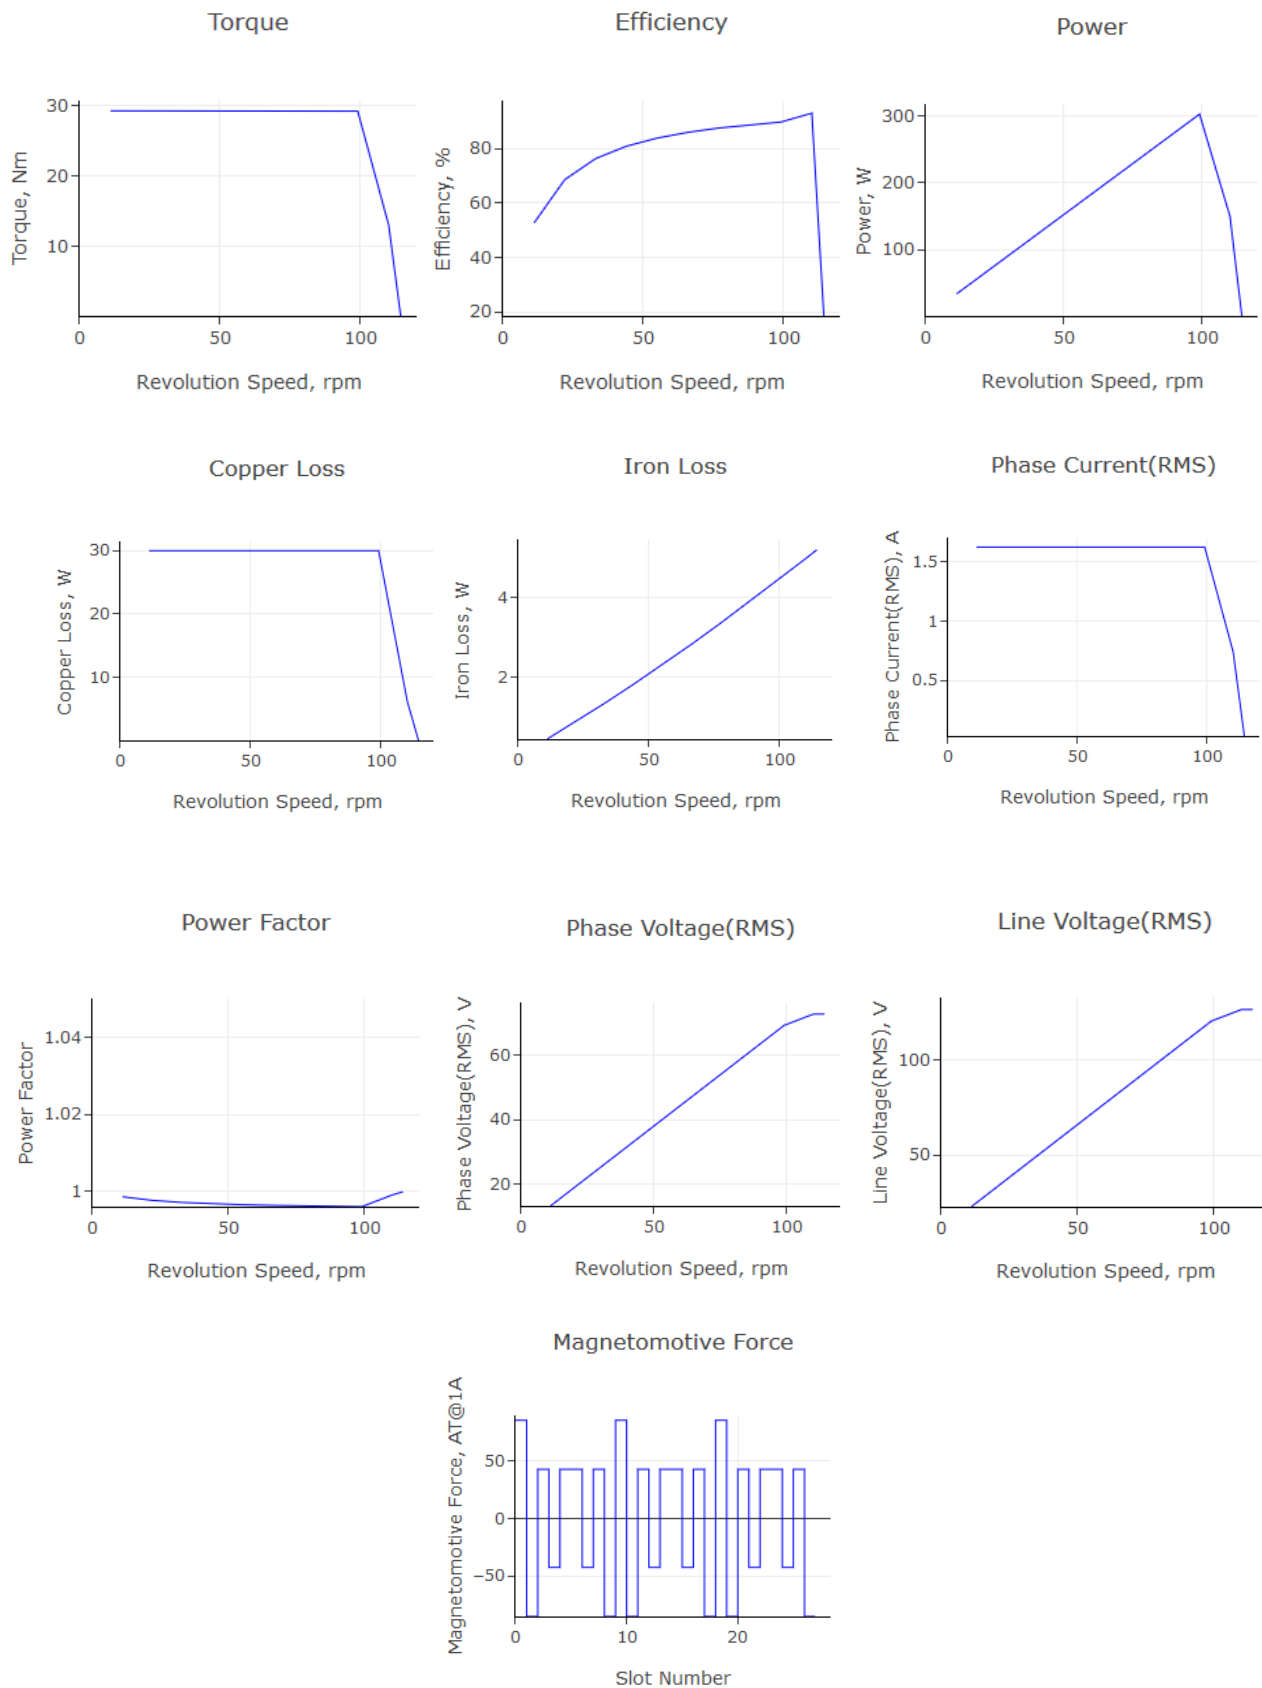 Torque
Efficiency
Power
Torque, Nm
30
20
10
0
50
100
Revolution Speed, rpm
Efficiency, %
80
60
40
20
0
50
100
Revolution Speed, rpm
Power, W
300
200
100
0
50
100
Revolution Speed, rpm
Copper Loss
Iron Loss
Phase Current(RMS)
Copper Loss, W
30
20
10
0
50
100
Revolution Speed, rpm
Iron Loss, W
4
2
0
50
100
Revolution Speed, rpm
Phase Current(RMS), A
1.5
1
0.5
0
50
100
Revolution Speed, rpm
Power Factor
Phase Voltage(RMS)
Line Voltage(RMS)
Power Factor
1.04
1.02
1
0
50
100
Revolution Speed, rpm
Phase Voltage(RMS), V
60
40
20
0
50
100
Revolution Speed, rpm
Line Voltage(RMS), V
100
50
0
50
100
Revolution Speed, rpm
Magnetomotive Force
Magnetomotive Force, AT@1A
50
0
−50
0
10
20
Slot Number